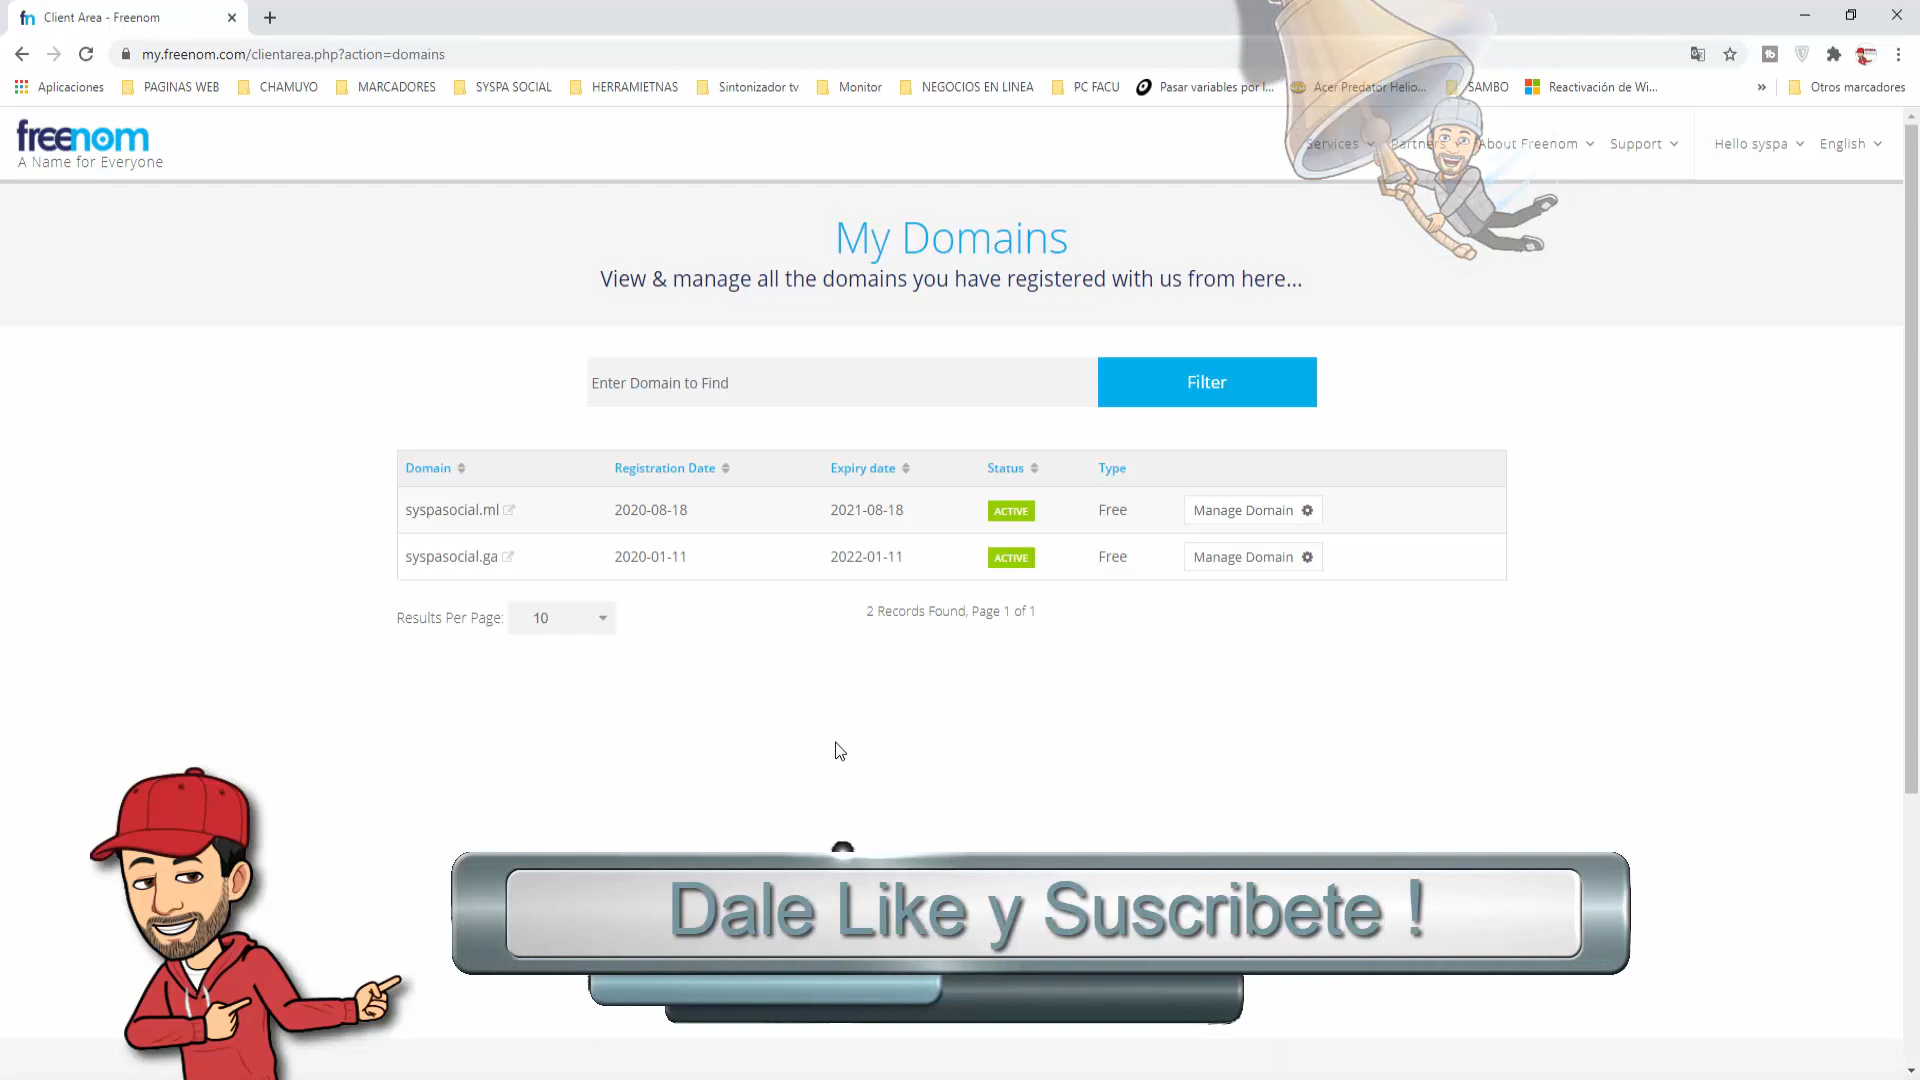 fn Client Area - Freenom
my.freenom.com/clientarea.php?action=domains
Aplicaciones PAGINAS WEB CHAMUYO MARCADORES SYSPA SOCIAL HERRAMIETNAS Sintonizador tv Monitor NEGOCIOS EN LINEA PC FACU Pasar variables por l... Acer Predator Helio... SAMBO Reactivación de Wi... » Otros marcadores
freenom
A Name for Everyone
Services Partners About Freenom Support Hello syspa English
My Domains
View & manage all the domains you have registered with us from here...
Enter Domain to Find Filter
Domain Registration Date Expiry date Status Type
syspasocial.ml 2020-08-18 2021-08-18 ACTIVE Free Manage Domain
syspasocial.ga 2020-01-11 2022-01-11 ACTIVE Free Manage Domain
Results Per Page: 10 2 Records Found, Page 1 of 1
Dale Like y Suscribete !